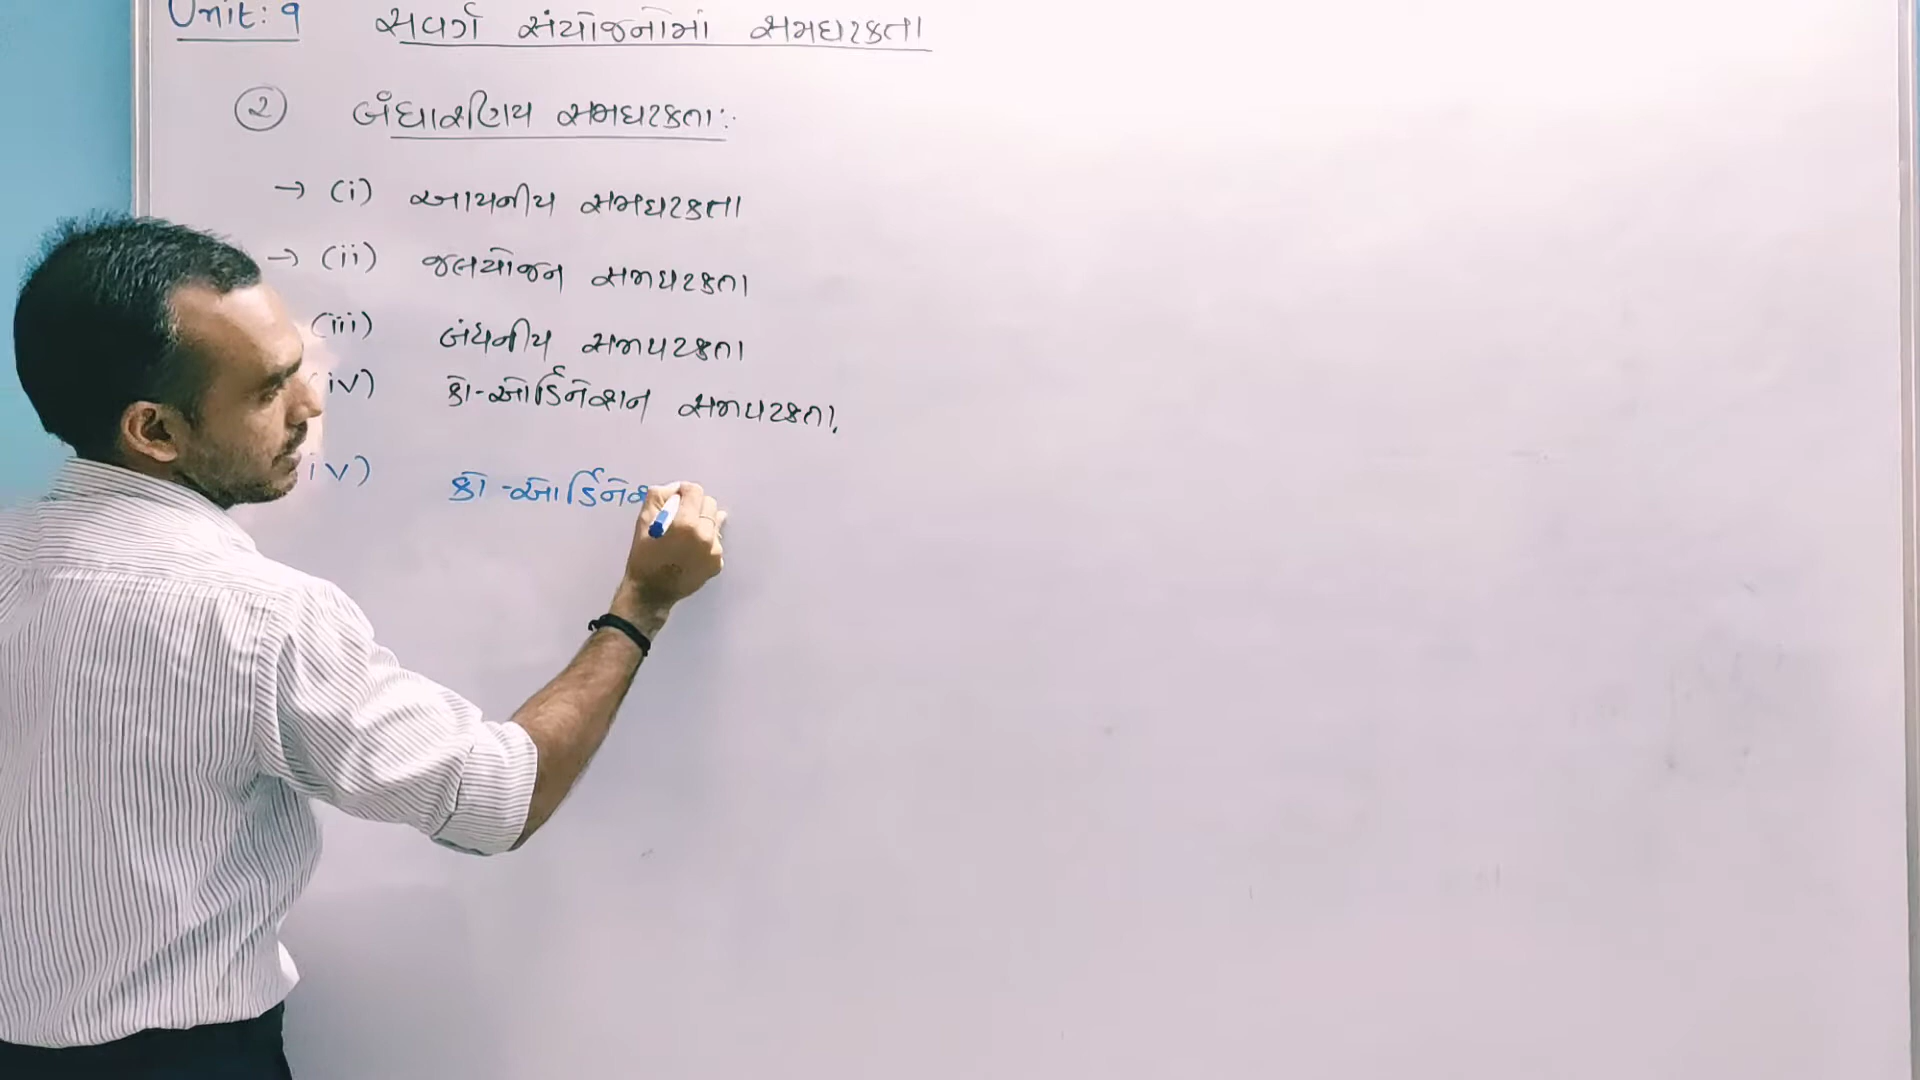 Unit: 9 સવર્ગ સંયોજનોમાં સમઘટકતા
૨ બંધારણિય સમઘટકતા:
→ (i) આયનીય સમઘટકતા
→ (ii) જલયોજન સમઘટકતા
(iii) બંધનીય સમઘટકતા
iv) કો-ઓર્ડિનેશન સમઘટકતા.
iv) કો-ઓર્ડિનેશ